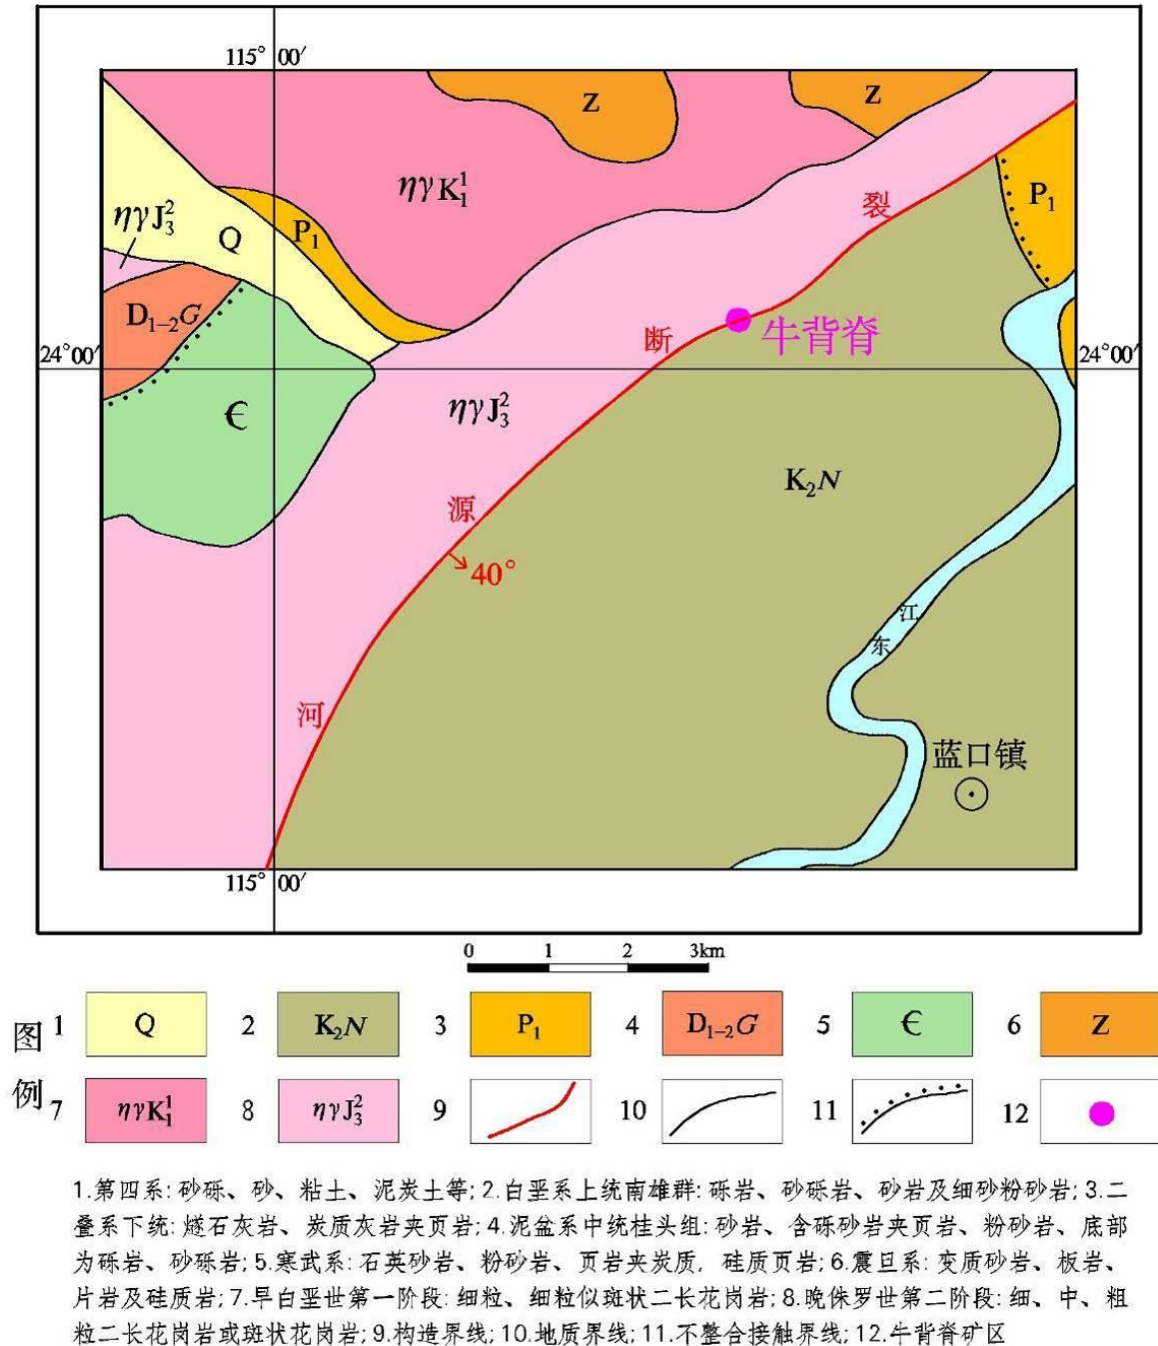 115° 00′
Z
Z
ηγK₁¹
P₁
裂
ηγJ₃²
Q
P₁
D₁₋₂G
断
牛背脊
24°00′
24°00′
Є
ηγJ₃²
K₂N
源
40°
江
东
河
蓝口镇
115° 00′
0 1 2 3km
图例
1 Q 2 K₂N 3 P₁ 4 D₁₋₂G 5 Є 6 Z
7 ηγK₁¹ 8 ηγJ₃² 9 10 11 12
1.第四系:砂砾、砂、粘土、泥炭土等;2.白垩系上统南雄群:砾岩、砂砾岩、砂岩及细砂粉砂岩;3.二
叠系下统:燧石灰岩、炭质灰岩夹页岩;4.泥盆系中统桂头组:砂岩、含砾砂岩夹页岩、粉砂岩、底部
为砾岩、砂砾岩;5.寒武系:石英砂岩、粉砂岩、页岩夹炭质,硅质页岩;6.震旦系:变质砂岩、板岩、
片岩及硅质岩;7.早白垩世第一阶段:细粒、细粒似斑状二长花岗岩;8.晚侏罗世第二阶段:细、中、粗
粒二长花岗岩或斑状花岗岩;9.构造界线;10.地质界线;11.不整合接触界线;12.牛背脊矿区